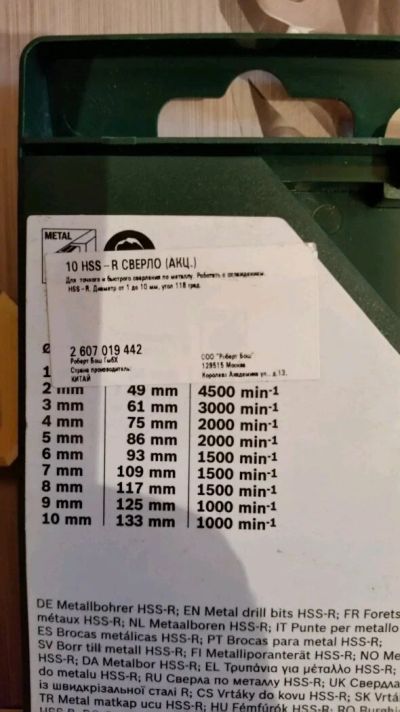 METAL
10 HSS-R СВЕРЛО (АКЦ.)
Для точного и быстрого сверления по металлу. Работать с охлаждением.
HSS-R. Диаметр от 1 до 10 мм, угол 118 град.
2 607 019 442
Роберт Бош ГмбХ
Страна производитель:
КИТАЙ
ООО "Роберт Бош"
129515 Москва
Королева Академика ул., д.13.
Ø
1
2 mm 49 mm 4500 min-1
3 mm 61 mm 3000 min-1
4 mm 75 mm 2000 min-1
5 mm 86 mm 2000 min-1
6 mm 93 mm 1500 min-1
7 mm 109 mm 1500 min-1
8 mm 117 mm 1500 min-1
9 mm 125 mm 1000 min-1
10 mm 133 mm 1000 min-1
DE Metallbohrer HSS-R; EN Metal drill bits HSS-R; FR Forets
métaux HSS-R; NL Metaalboren HSS-R; IT Punte per metallo
ES Brocas metálicas HSS-R; PT Brocas para metal HSS-R;
SV Borr till metall HSS-R; FI Metalliporanterät HSS-R; NO Me
HSS-R; DA Metalbor HSS-R; EL Τρυπάνια για μέταλλο HSS-R;
do metalu HSS-R; RU Сверла по металлу HSS-R; UK Свердла
із швидкрізальної сталі R; CS Vrtáky do kovu HSS-R; SK Vrtá
TR Metal matkap ucu HSS-R; HU Fémfúrók HSS-R; RO Burghi